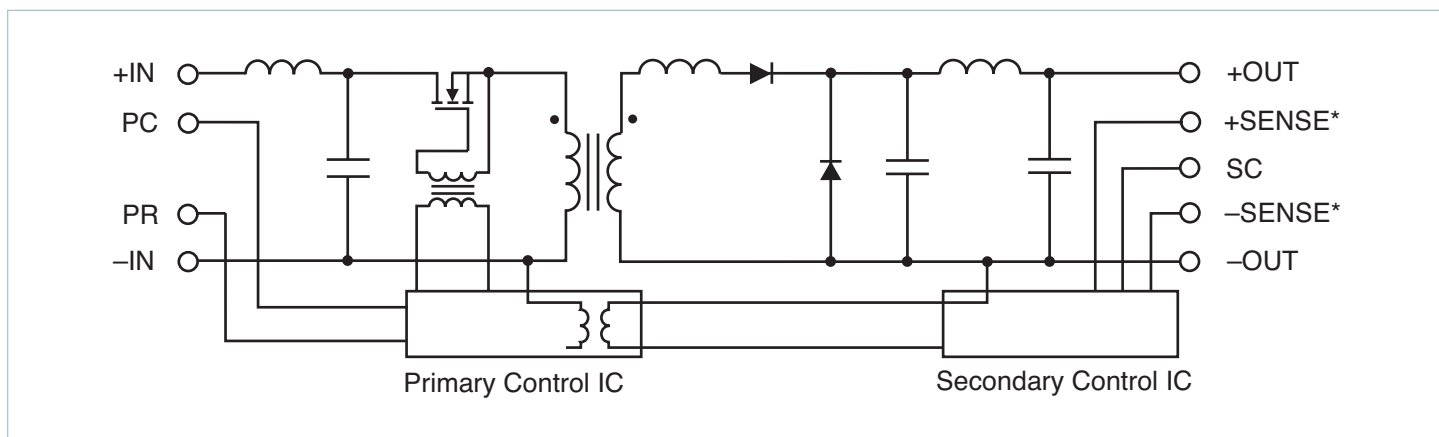 +IN
PC
PR
–IN
+OUT
+SENSE*
SC
–SENSE*
–OUT
Primary Control IC
Secondary Control IC